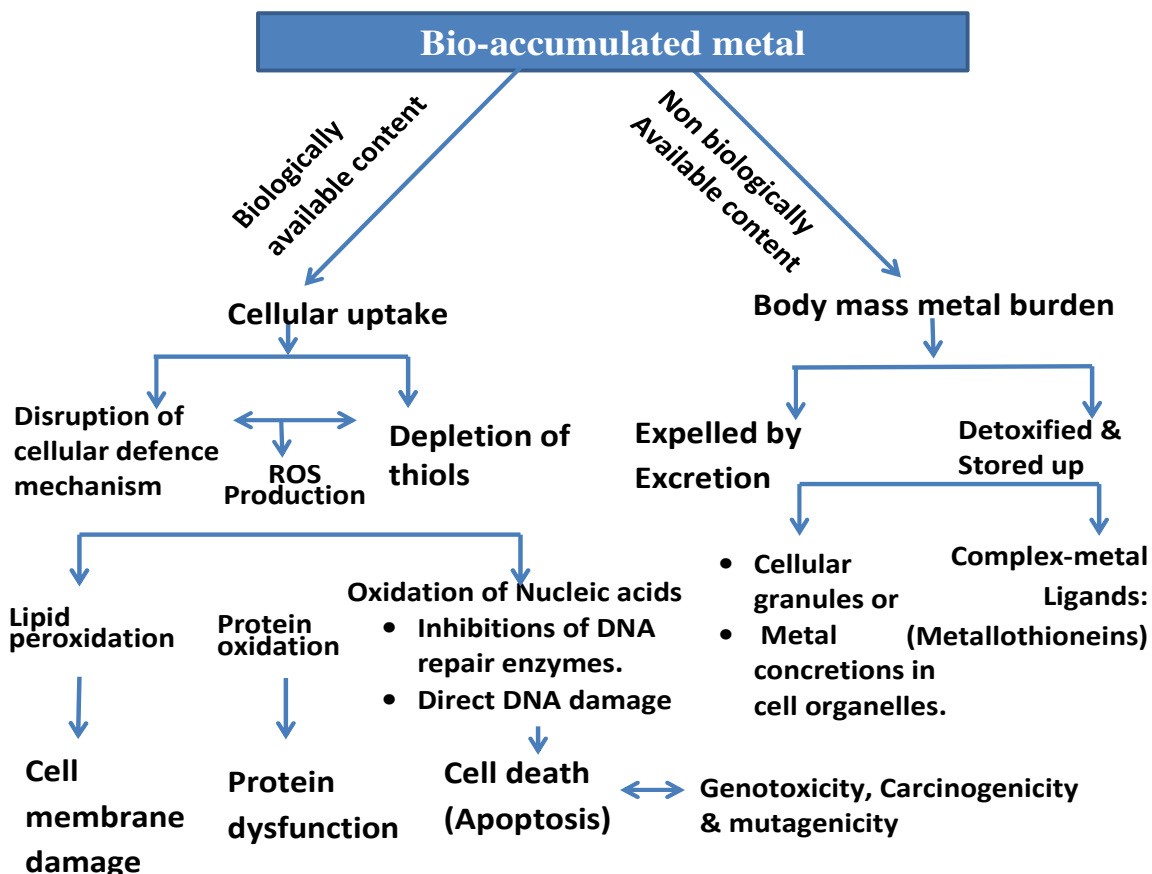 Bio-accumulated metal
Biologically
available content
Non biologically
Available content
Cellular uptake
Body mass metal burden
Disruption of
cellular defence
mechanism
ROS
Production
Depletion of
thiols
Expelled by
Excretion
Detoxified &
Stored up
Lipid
peroxidation
Protein
oxidation
Oxidation of Nucleic acids
• Inhibitions of DNA
repair enzymes.
• Direct DNA damage
• Cellular
granules or
• Metal
concretions in
cell organelles.
Complex-metal
Ligands:
(Metallothioneins)
Cell
membrane
damage
Protein
dysfunction
Cell death
(Apoptosis)
Genotoxicity, Carcinogenicity
& mutagenicity